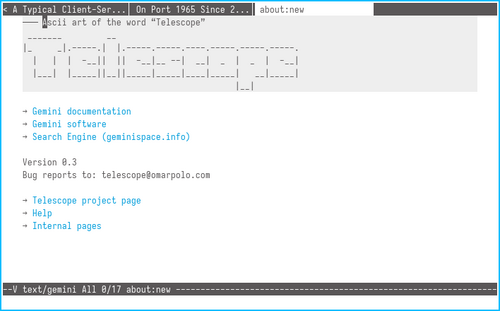 < A Typical Client-Ser... On Port 1965 Since 2... about:new
─── Ascii art of the word “Telescope”
 _______         __
|_     _|.-----.|  |.-----.-----.----.-----.-----.-----.
  |   |  |  -__||  ||  -__|__ --|  __|  _  |  _  |  -__|
  |___|  |_____||__||_____|_____|____|_____|   __|_____|
                                           |__|
→ Gemini documentation
→ Gemini software
→ Search Engine (geminispace.info)
Version 0.3
Bug reports to: telescope@omarpolo.com
→ Telescope project page
→ Help
→ Internal pages
--V text/gemini All 0/17 about:new ----------------------------------------------------------------